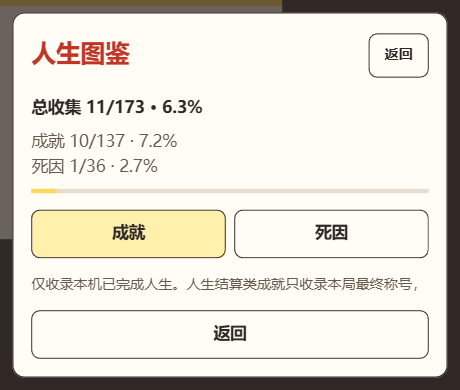 人生图鉴
返回
总收集 11/173 • 6.3%
成就 10/137 · 7.2%
死因 1/36 · 2.7%
成就
死因
仅收录本机已完成人生。人生结算类成就只收录本局最终称号，
返回